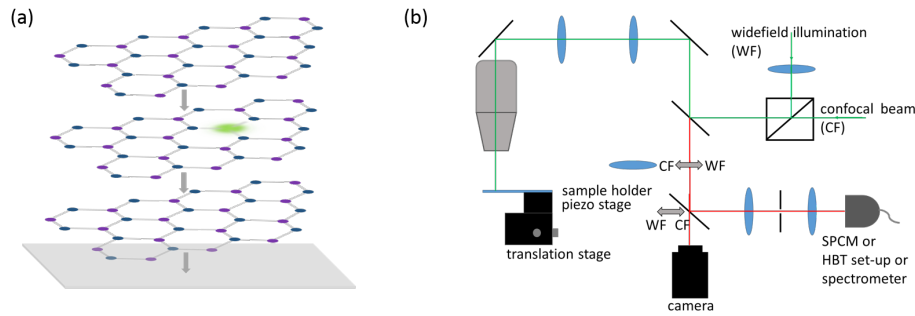 (a)
(b)
widefield illumination
(WF)
confocal beam
(CF)
CF
WF
sample holder
piezo stage
WF
CF
translation stage
SPCM or
HBT set-up or
spectrometer
camera